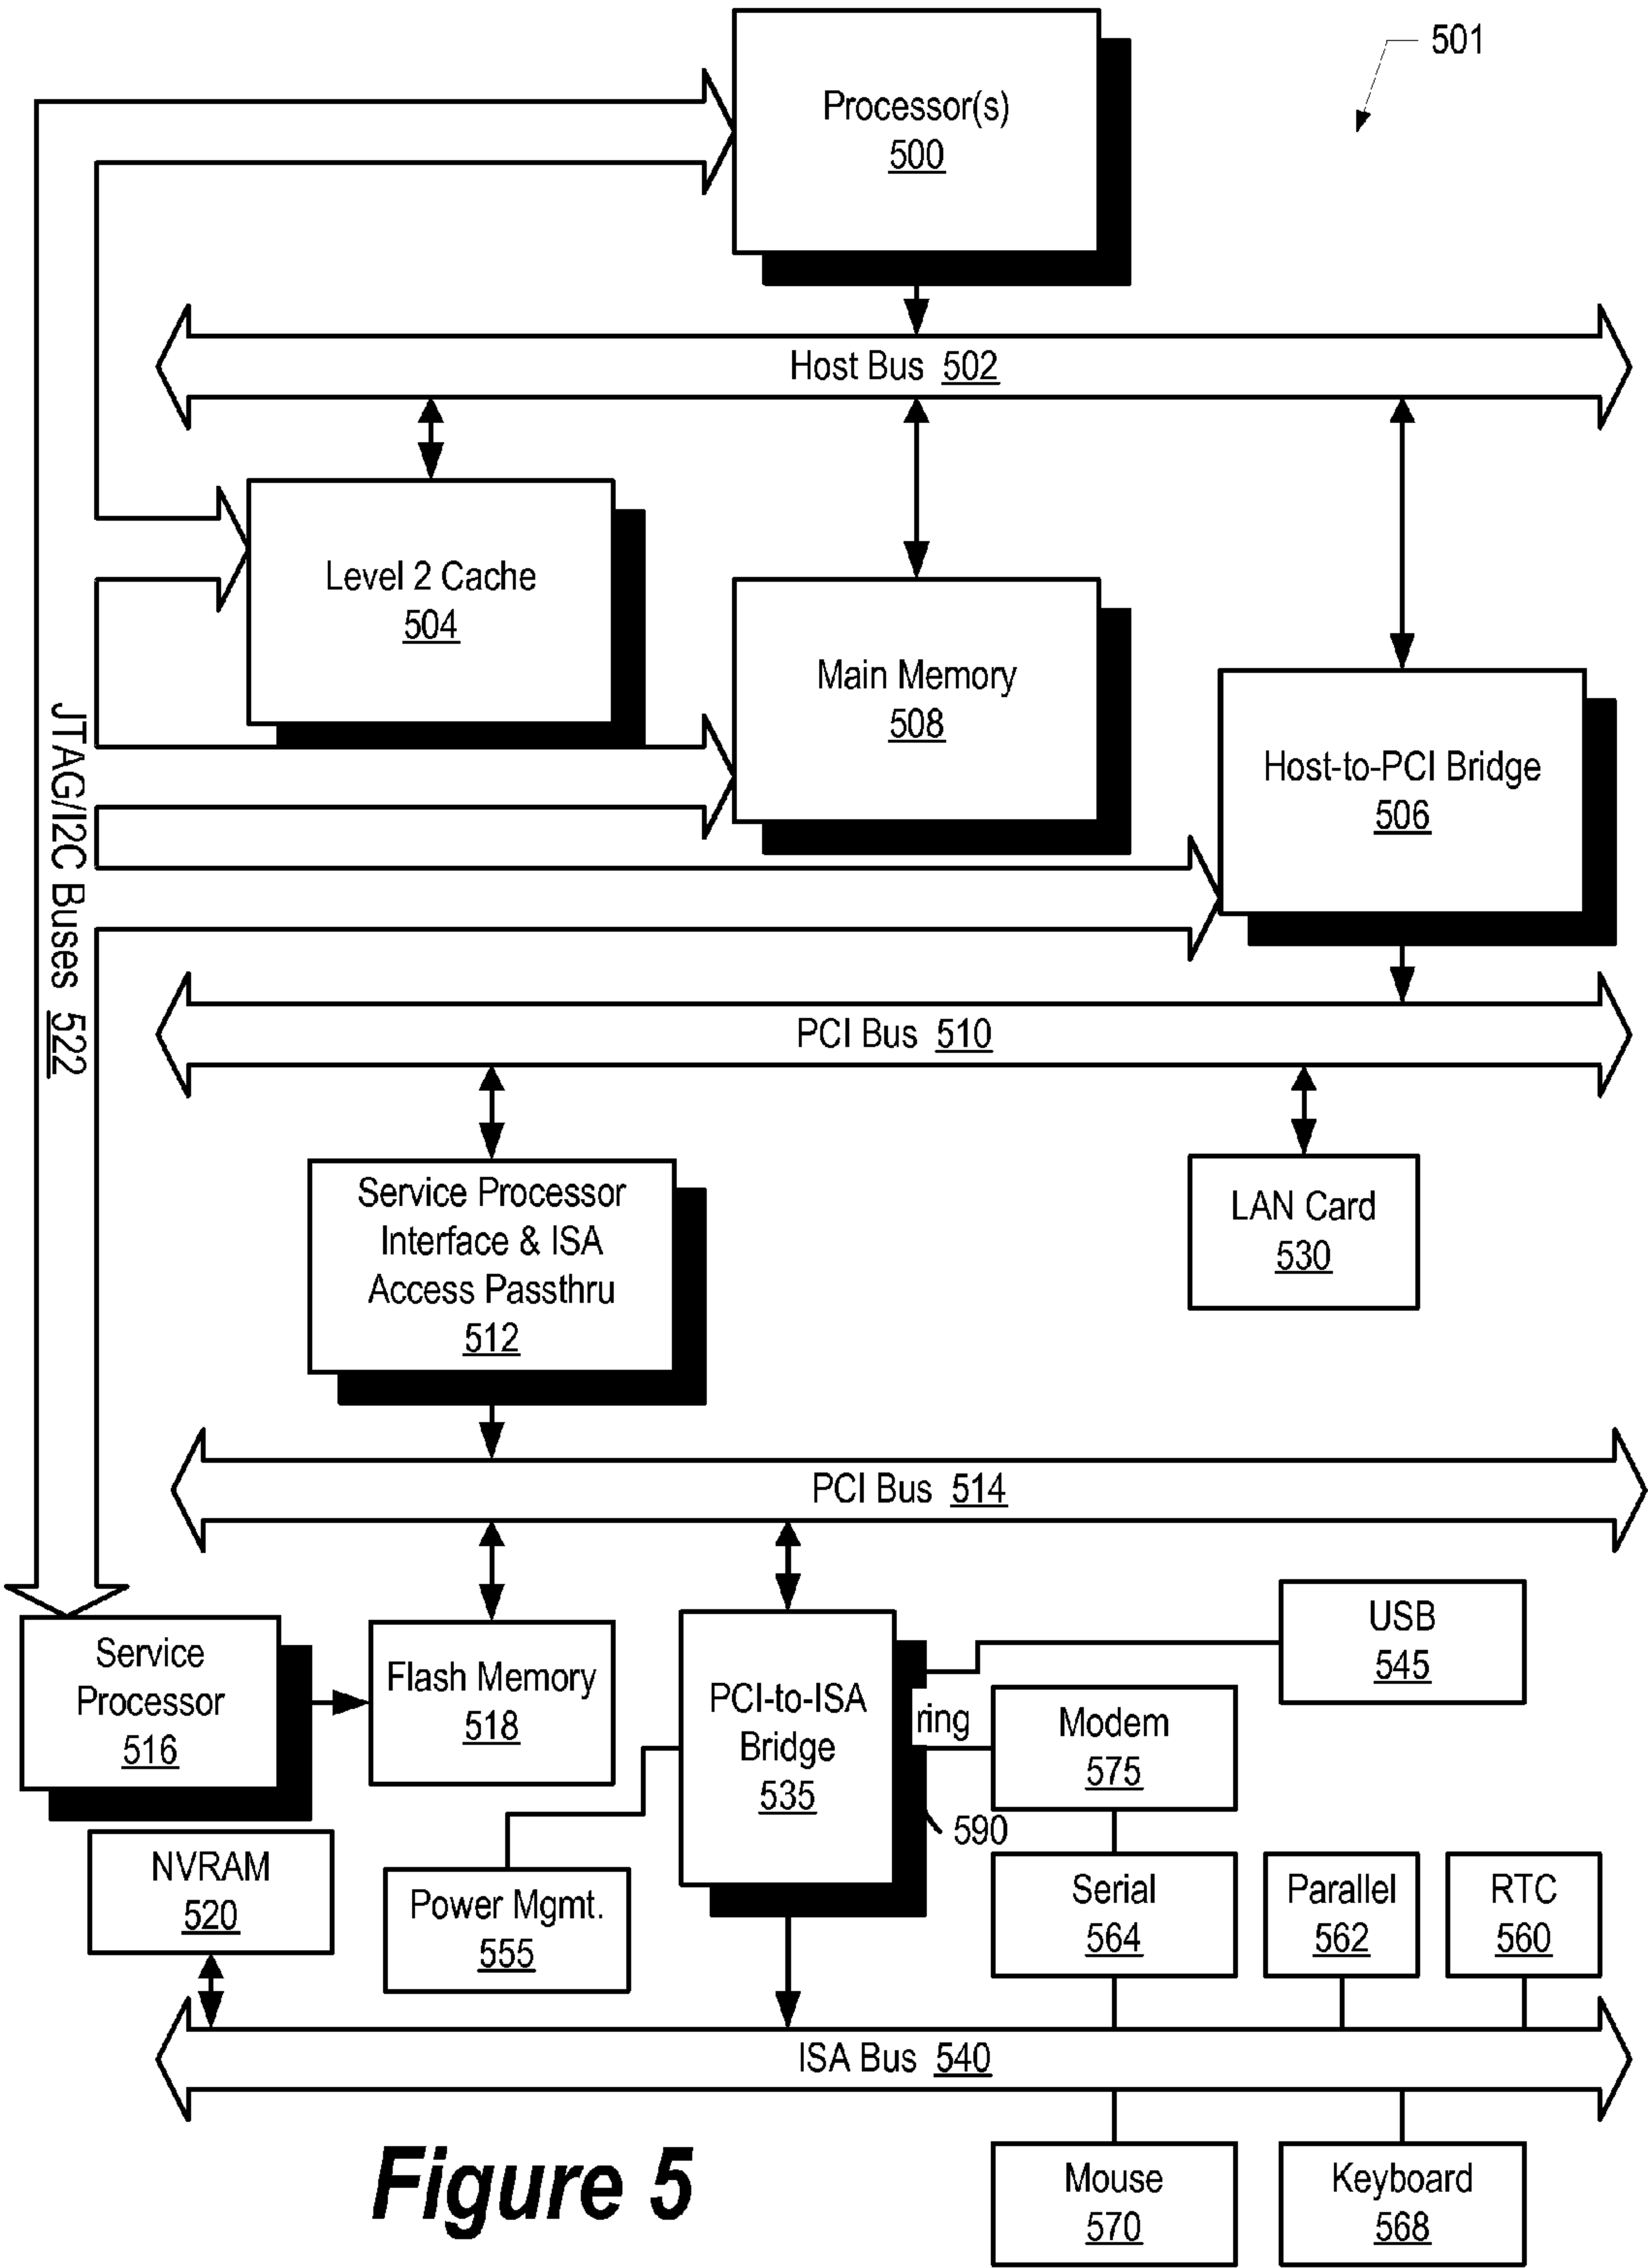 501
Processor(s)
500
Host Bus 502
Level 2 Cache
504
Main Memory
508
Host-to-PCI Bridge
506
JTAG/I2C Buses 522
PCI Bus 510
Service Processor
Interface & ISA
Access Passthru
512
LAN Card
530
PCI Bus 514
Service
Processor
516
Flash Memory
518
PCI-to-ISA
Bridge
535
USB
545
ring
Modem
575
590
NVRAM
520
Power Mgmt.
555
Serial
564
Parallel
562
RTC
560
ISA Bus 540
Mouse
570
Keyboard
568
Figure 5